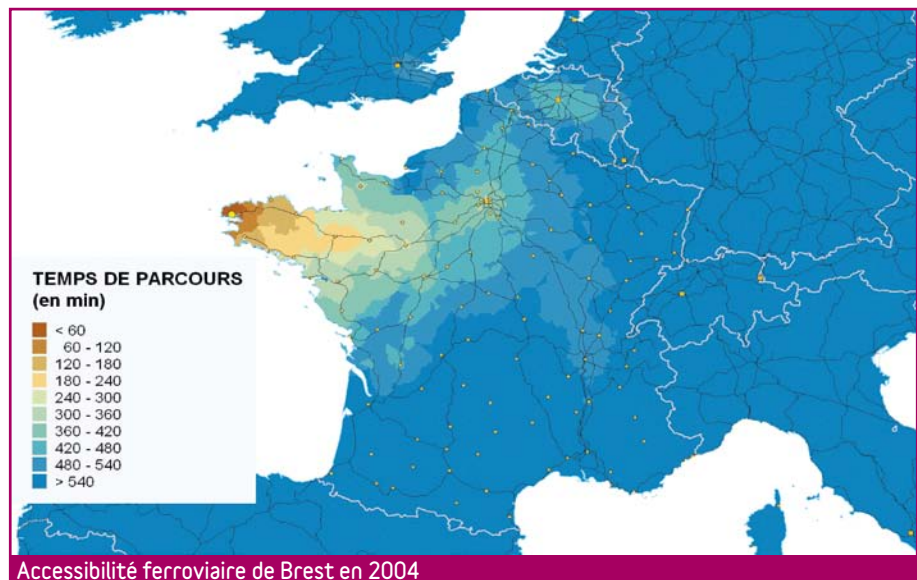 TEMPS DE PARCOURS
(en min)
< 60
60 - 120
120 - 180
180 - 240
240 - 300
300 - 360
360 - 420
420 - 480
480 - 540
> 540
Accessibilité ferroviaire de Brest en 2004